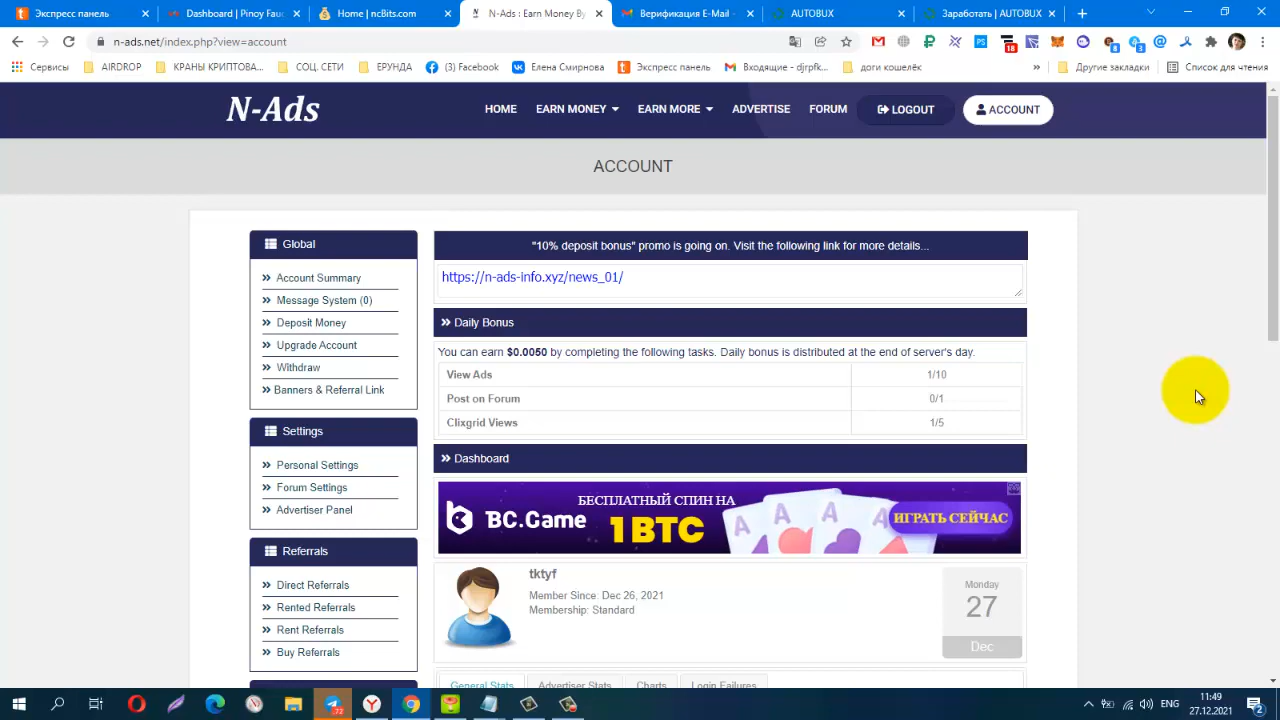 Экспресс панель
Dashboard | Pinoy Fauc
Home | ncBits.com
N-Ads : Earn Money By
Верификация E-Mail -
AUTOBUX
Заработать | AUTOBUX
n-ads.net/index.php?view=account
18
8
3
Сервисы
AIRDROP
КРАНЫ КРИПТОВА...
СОЦ. СЕТИ
ЕРУНДА
(3) Facebook
Елена Смирнова
Экспресс панель
Входящие - djrpfk...
доги кошелёк
»
Другие закладки
Список для чтения
N-Ads
HOME
EARN MONEY
EARN MORE
ADVERTISE
FORUM
LOGOUT
ACCOUNT
ACCOUNT
Global
Account Summary
Message System (0)
Deposit Money
Upgrade Account
Withdraw
Banners & Referral Link
Settings
Personal Settings
Forum Settings
Advertiser Panel
Referrals
Direct Referrals
Rented Referrals
Rent Referrals
Buy Referrals
"10% deposit bonus" promo is going on. Visit the following link for more details...
https://n-ads-info.xyz/news_01/
Daily Bonus
You can earn $0.0050 by completing the following tasks. Daily bonus is distributed at the end of server's day.
View Ads 1/10
Post on Forum 0/1
Clixgrid Views 1/5
Dashboard
БЕСПЛАТНЫЙ СПИН НА
BC.Game
1BTC
ИГРАТЬ СЕЙЧАС
tktyf
Member Since: Dec 26, 2021
Membership: Standard
Monday
27
Dec
General Stats
Advertiser Stats
Charts
Login Failures
72
ENG
11:49
27.12.2021
2